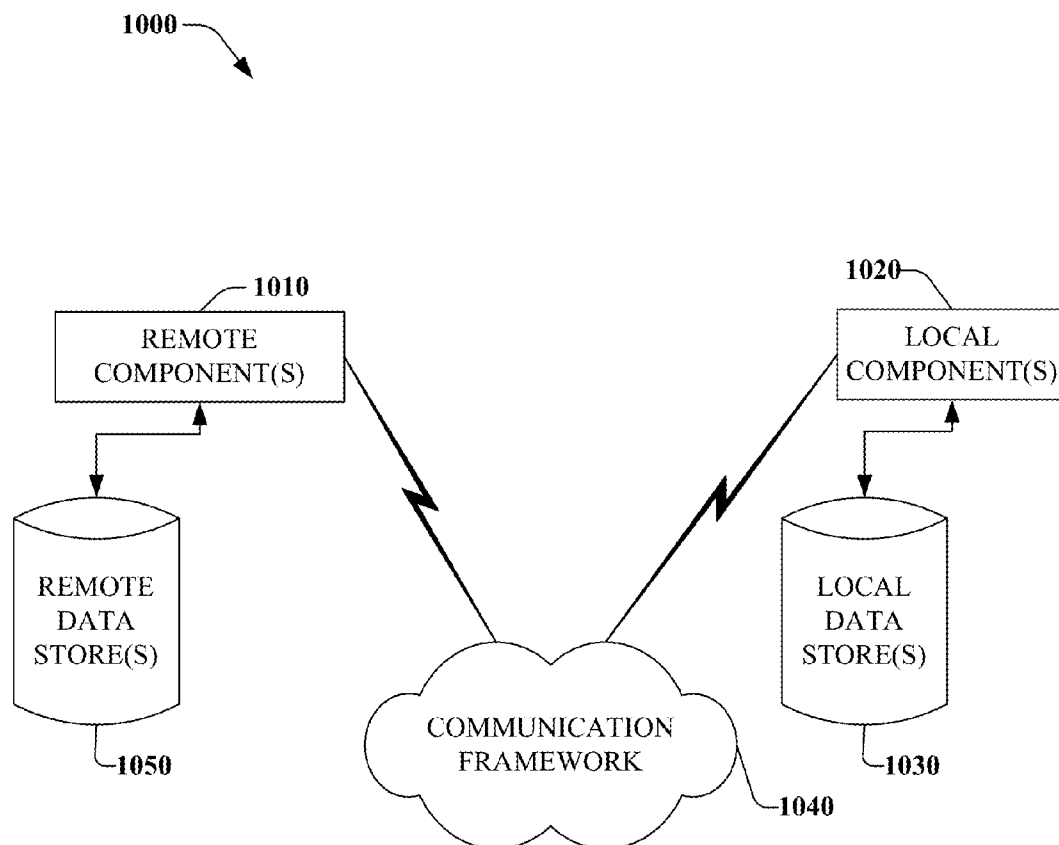 1000
1010
REMOTE
COMPONENT(S)
1020
LOCAL
COMPONENT(S)
REMOTE
DATA
STORE(S)
1050
COMMUNICATION
FRAMEWORK
1040
LOCAL
DATA
STORE(S)
1030